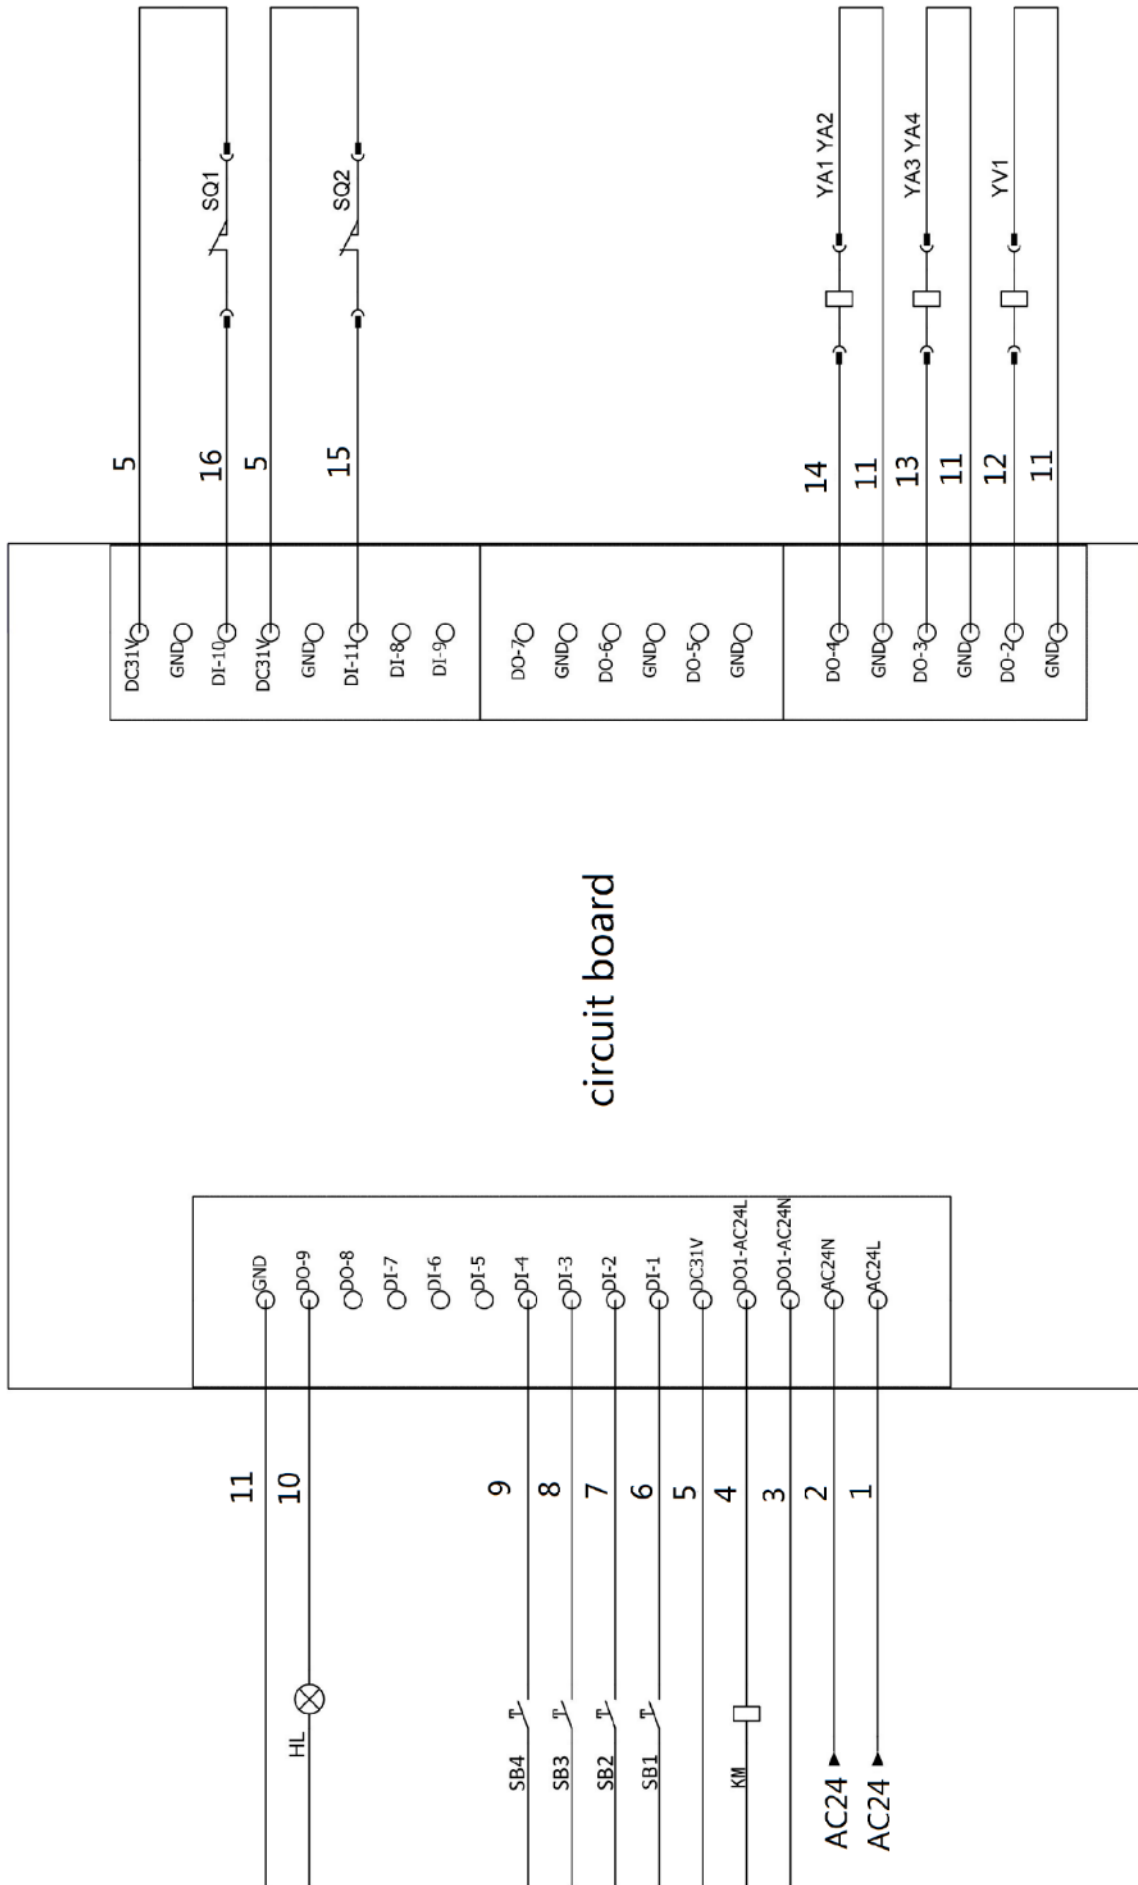 5
16
5
15
14
11
13
11
12
11
SQ1
SQ2
YA1 YA2
YA3 YA4
YV1
DC31V
GND
DI-10
DC31V
GND
DI-11
DI-8
DI-9
DO-7
GND
DO-6
GND
DO-5
GND
DO-4
GND
DO-3
GND
DO-2
GND
circuit board
GND
DO-9
DO-8
DI-7
DI-6
DI-5
DI-4
DI-3
DI-2
DI-1
DC31V
DO1-AC24L
DO1-AC24N
AC24N
AC24L
11
10
9
8
7
6
5
4
3
2
1
HL
SB4
SB3
SB2
SB1
KM
AC24
AC24